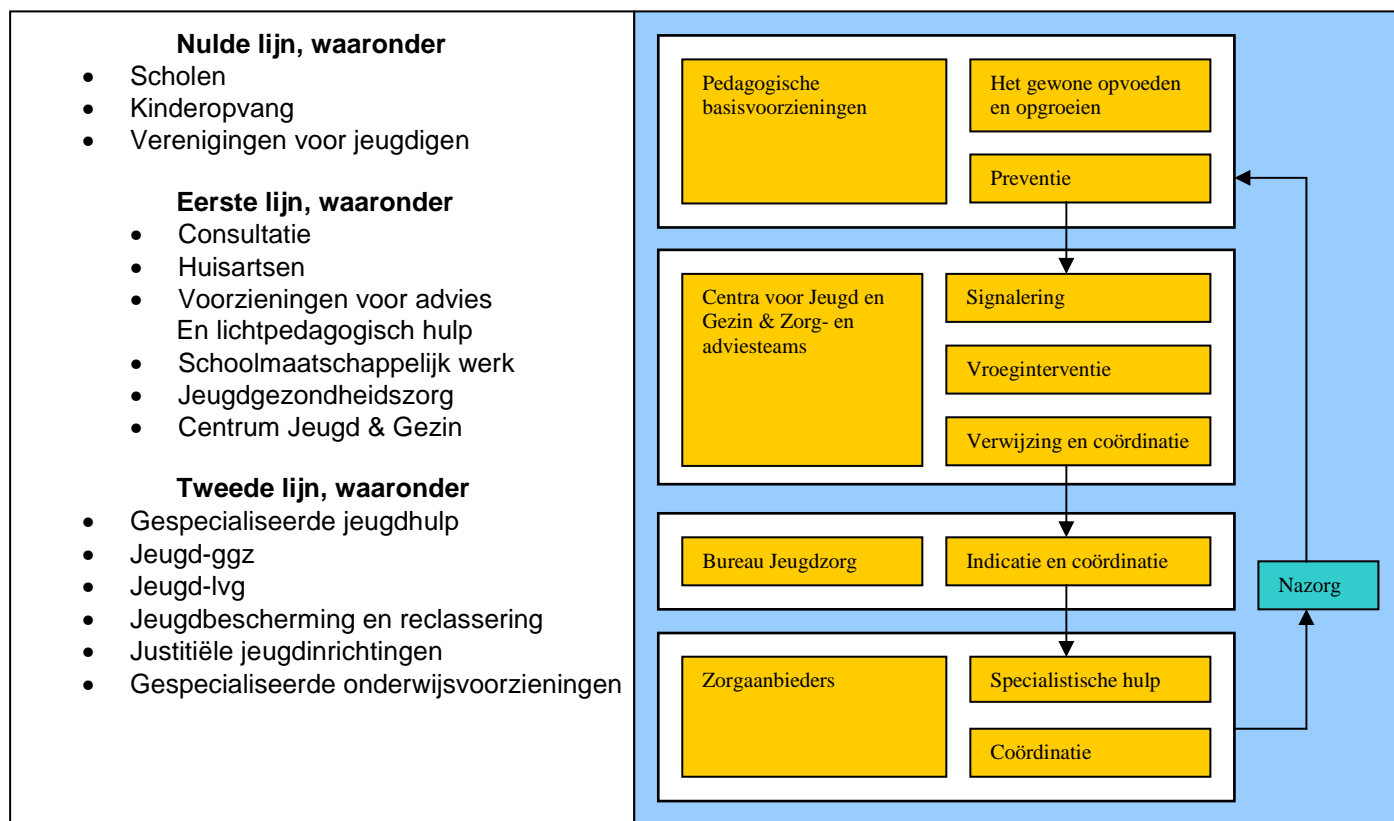 Nulde lijn, waaronder
• Scholen
• Kinderopvang
• Verenigingen voor jeugdigen
Eerste lijn, waaronder
• Consultatie
• Huisartsen
• Voorzieningen voor advies
En lichtpedagogisch hulp
• Schoolmaatschappelijk werk
• Jeugdgezondheidszorg
• Centrum Jeugd & Gezin
Tweede lijn, waaronder
• Gespecialiseerde jeugdhulp
• Jeugd-ggz
• Jeugd-lvg
• Jeugdbescherming en reclassering
• Justitiële jeugdinrichtingen
• Gespecialiseerde onderwijsvoorzieningen
Pedagogische
basisvoorzieningen
Het gewone opvoeden
en opgroeien
Preventie
Centra voor Jeugd en
Gezin & Zorg- en
adviesteams
Signalering
Vroeginterventie
Verwijzing en coördinatie
Bureau Jeugdzorg
Indicatie en coördinatie
Nazorg
Zorgaanbieders
Specialistische hulp
Coördinatie